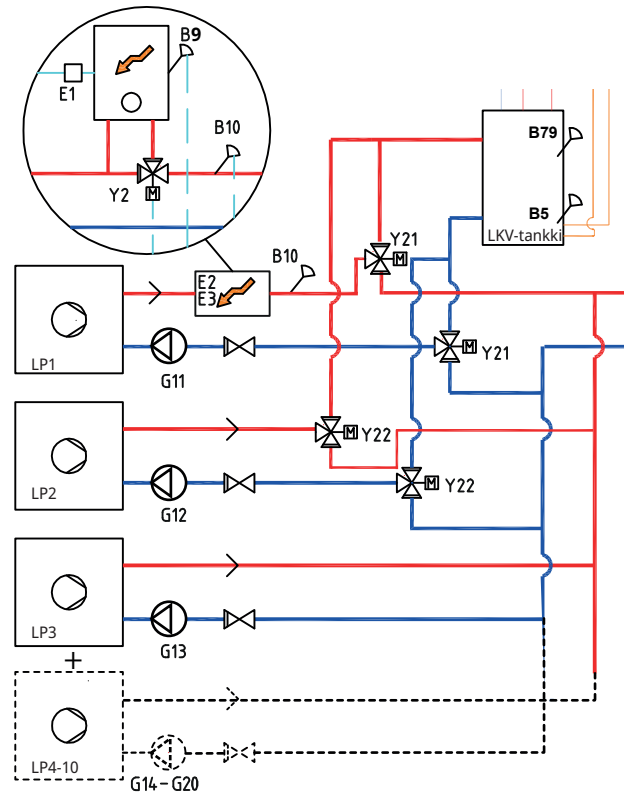 B9
E1
B10
Y2
M
B79
B5
LKV-tankki
Y21
M
B10
E2
E3
LP1
G11
M
Y21
M
Y22
LP2
G12
M
Y22
LP3
G13
+
LP4-10
G14-G20